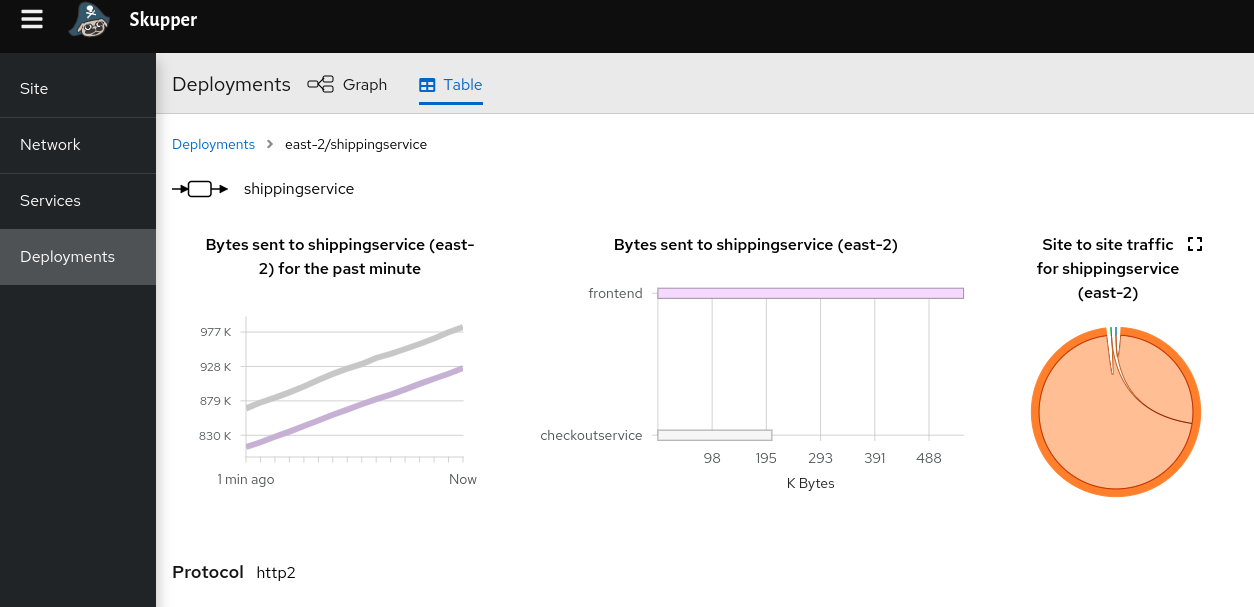 Skupper
Site
Network
Services
Deployments
Deployments
Graph
Table
Deployments
east-2/shippingservice
shippingservice
Bytes sent to shippingservice (east-
2) for the past minute
977 K
928 K
879 K
830 K
1 min ago
Now
Bytes sent to shippingservice (east-2)
frontend
checkoutservice
98
195
293
391
488
K Bytes
Site to site traffic
for shippingservice
(east-2)
Protocol http2